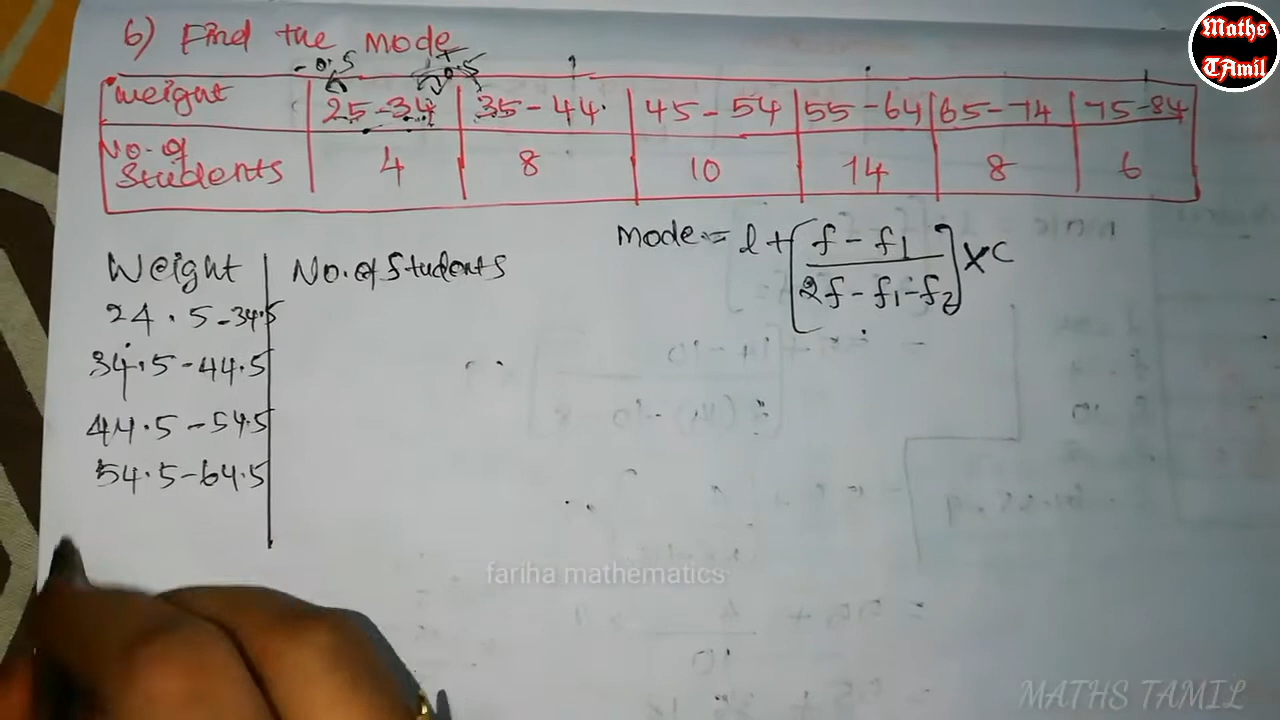 Maths
TAmil
6) Find the mode
-0.5 +0.5
Weight 25-34 35-44 45-54 55-64 65-74 75-84
No. of Students 4 8 10 14 8 6
Mode = l + [ f - f1 / 2f - f1 - f2 ] x C
Weight No. of Students
24.5-34.5
34.5-44.5
44.5-54.5
54.5-64.5
fariha mathematics
MATHS TAMIL